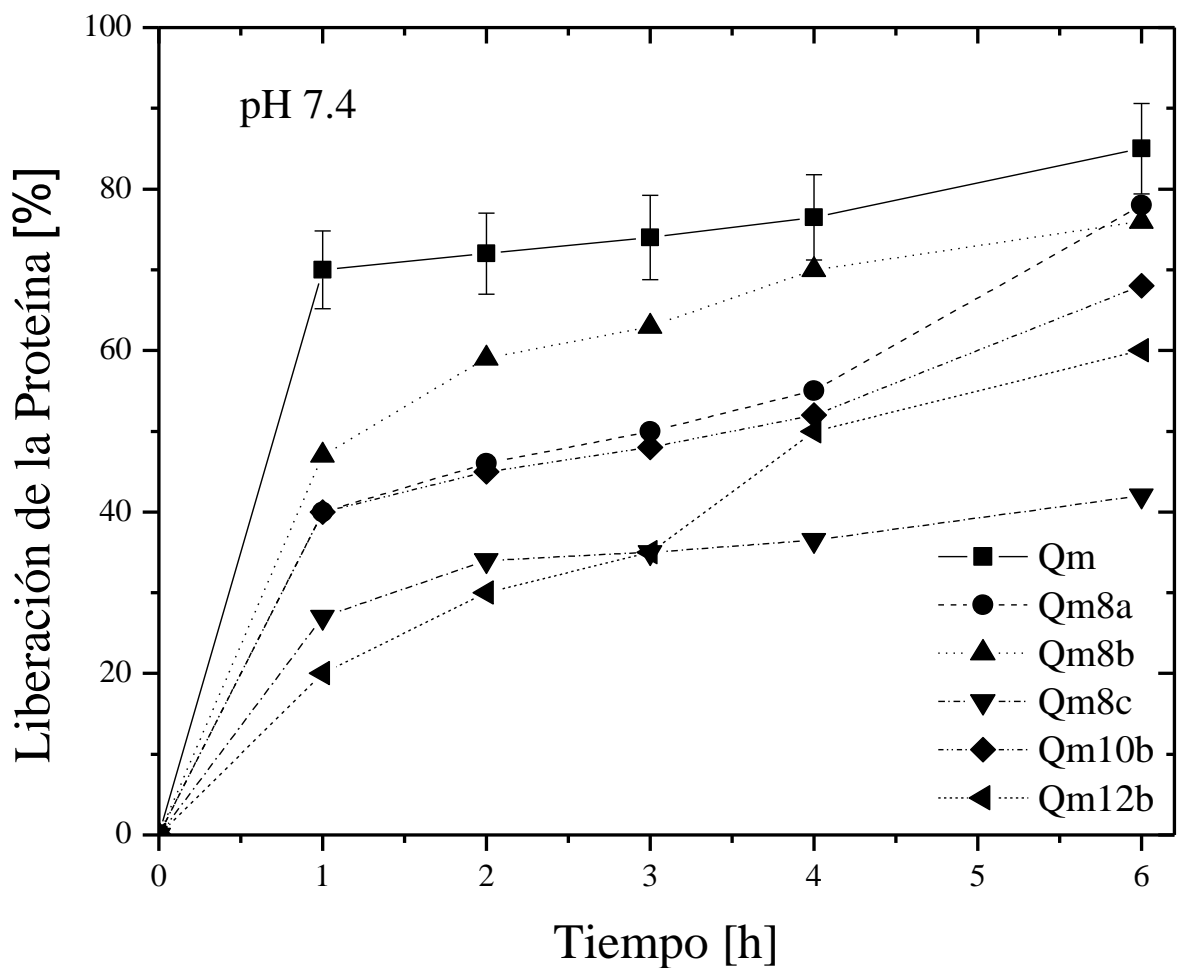 100
80
60
40
20
0
Liberación de la Proteína [%]
pH 7.4
Qm
Qm8a
Qm8b
Qm8c
Qm10b
Qm12b
0 1 2 3 4 5 6
Tiempo [h]